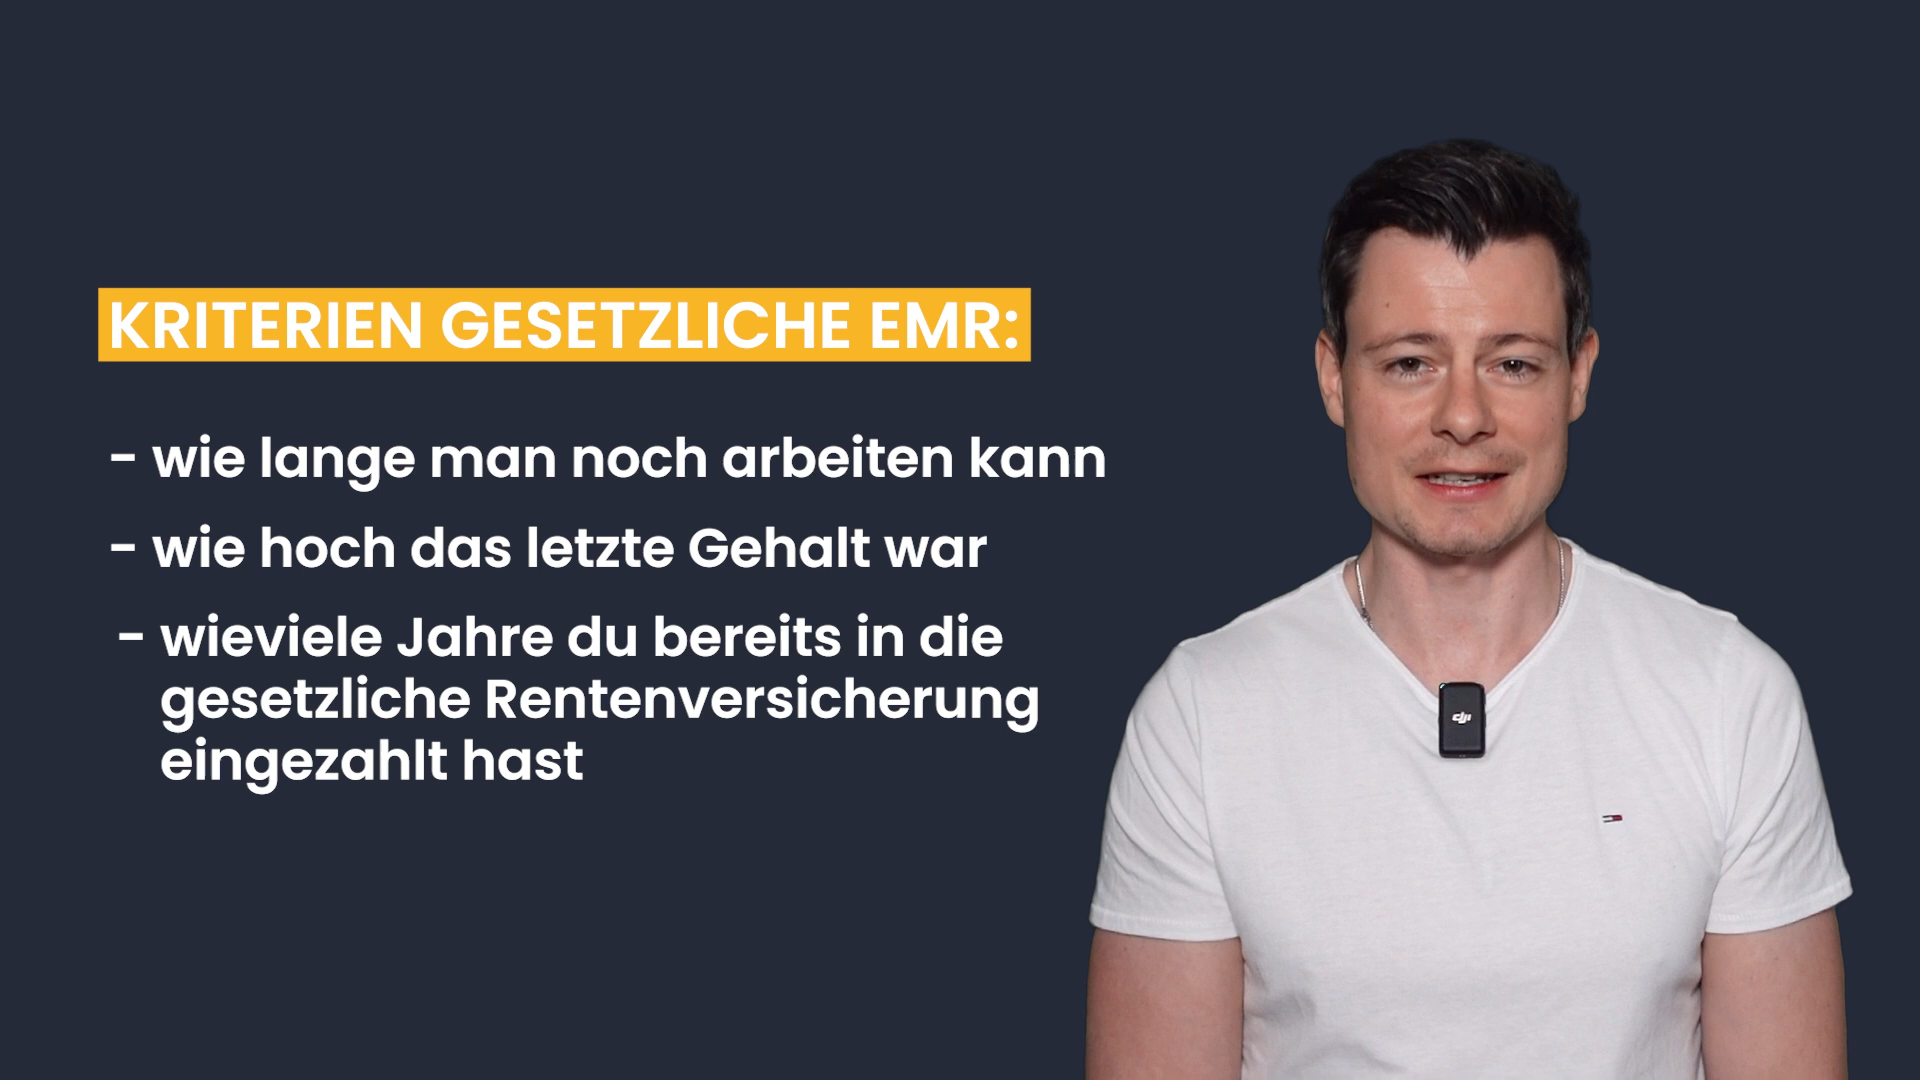 KRITERIEN GESETZLICHE EMR:
- wie lange man noch arbeiten kann
- wie hoch das letzte Gehalt war
- wieviele Jahre du bereits in die
gesetzliche Rentenversicherung
eingezahlt hast
dji